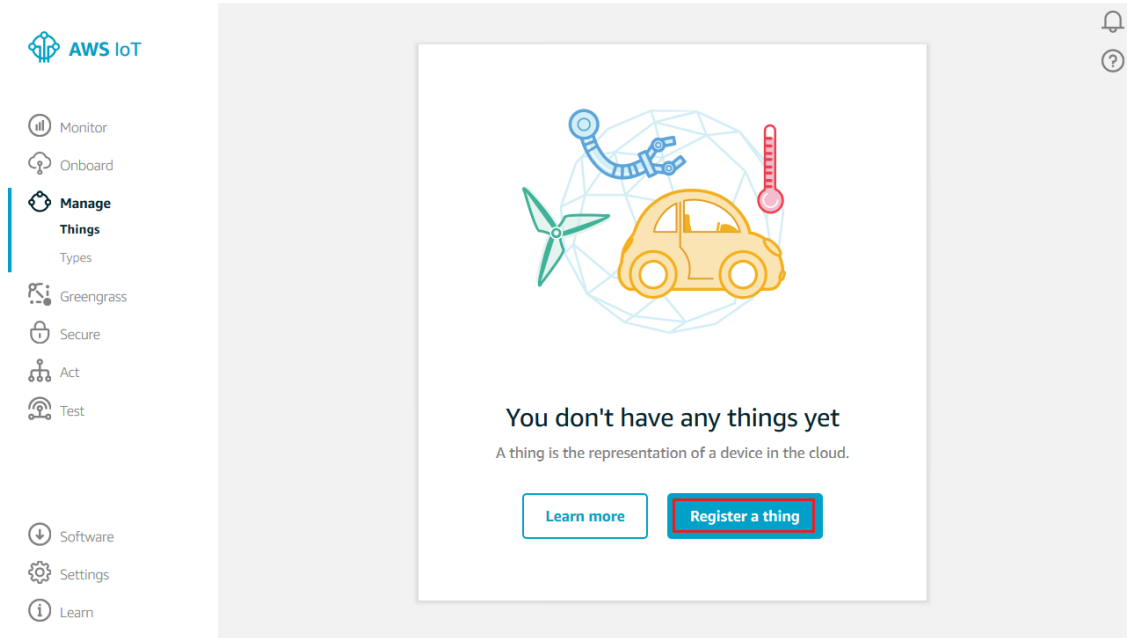 AWS IoT
Monitor
Onboard
Manage
Things
Types
Greengrass
Secure
Act
Test
Software
Settings
Learn
You don't have any things yet
A thing is the representation of a device in the cloud.
Learn more
Register a thing